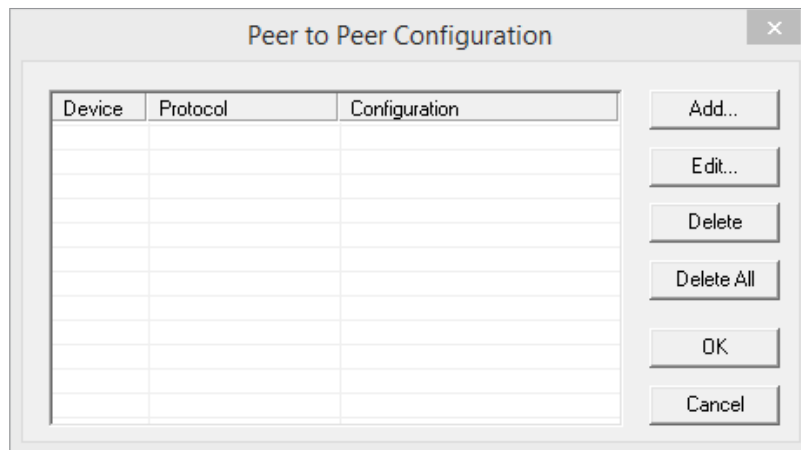 Peer to Peer Configuration
Device Protocol Configuration
Add...
Edit...
Delete
Delete All
OK
Cancel